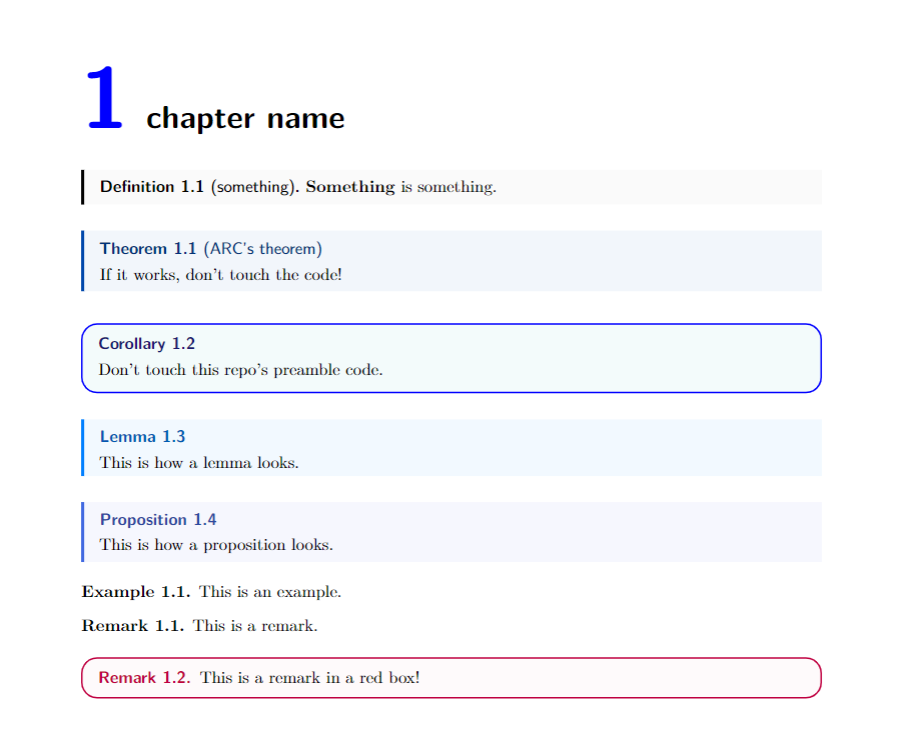 1 chapter name
Definition 1.1 (something). Something is something.
Theorem 1.1 (ARC's theorem)
If it works, don't touch the code!
Corollary 1.2
Don't touch this repo's preamble code.
Lemma 1.3
This is how a lemma looks.
Proposition 1.4
This is how a proposition looks.
Example 1.1. This is an example.
Remark 1.1. This is a remark.
Remark 1.2. This is a remark in a red box!